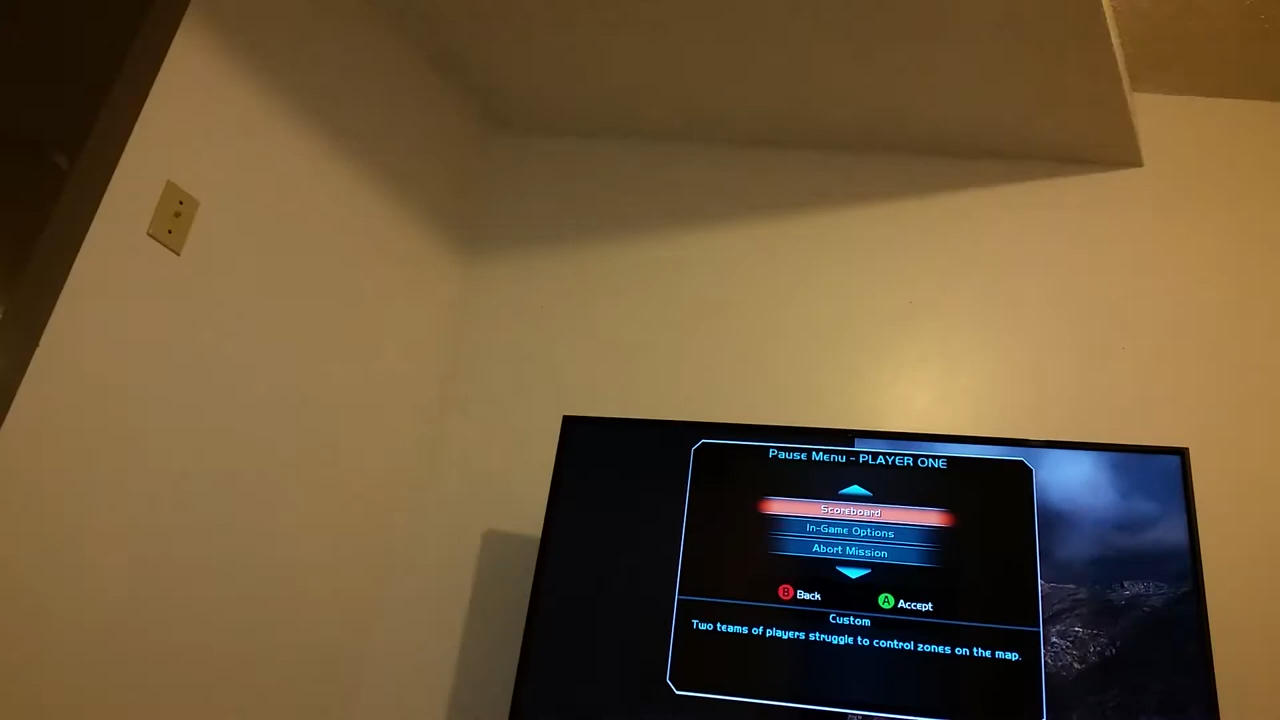 Pause Menu - PLAYER ONE
Scoreboard
In-Game Options
Abort Mission
B Back A Accept
Custom
Two teams of players struggle to control zones on the map.